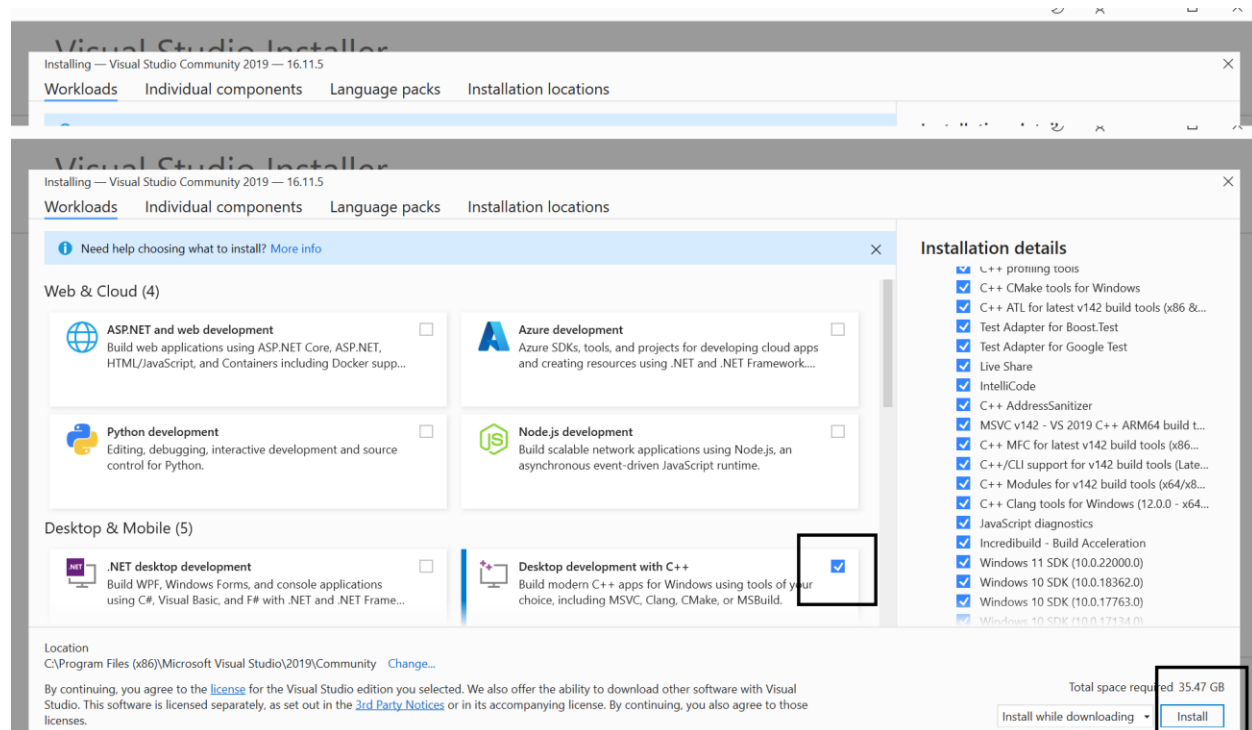 Visual Studio Installer
Installing — Visual Studio Community 2019 — 16.11.5
Workloads Individual components Language packs Installation locations
Visual Studio Installer
Installing — Visual Studio Community 2019 — 16.11.5
Workloads Individual components Language packs Installation locations
Need help choosing what to install? More info
Web & Cloud (4)
ASP.NET and web development
Build web applications using ASP.NET Core, ASP.NET,
HTML/JavaScript, and Containers including Docker supp...
Azure development
Azure SDKs, tools, and projects for developing cloud apps
and creating resources using .NET and .NET Framework....
Python development
Editing, debugging, interactive development and source
control for Python.
Node.js development
Build scalable network applications using Node.js, an
asynchronous event-driven JavaScript runtime.
Desktop & Mobile (5)
.NET
.NET desktop development
Build WPF, Windows Forms, and console applications
using C#, Visual Basic, and F# with .NET and .NET Frame...
Desktop development with C++
Build modern C++ apps for Windows using tools of your
choice, including MSVC, Clang, CMake, or MSBuild.
Installation details
C++ profiling tools
C++ CMake tools for Windows
C++ ATL for latest v142 build tools (x86 &...
Test Adapter for Boost.Test
Test Adapter for Google Test
Live Share
IntelliCode
C++ AddressSanitizer
MSVC v142 - VS 2019 C++ ARM64 build t...
C++ MFC for latest v142 build tools (x86...
C++/CLI support for v142 build tools (Late...
C++ Modules for v142 build tools (x64/x8...
C++ Clang tools for Windows (12.0.0 - x64...
JavaScript diagnostics
Incredibuild - Build Acceleration
Windows 11 SDK (10.0.22000.0)
Windows 10 SDK (10.0.18362.0)
Windows 10 SDK (10.0.17763.0)
Windows 10 SDK (10.0.17134.0)
Location
C:\Program Files (x86)\Microsoft Visual Studio\2019\Community Change...
By continuing, you agree to the license for the Visual Studio edition you selected. We also offer the ability to download other software with Visual
Studio. This software is licensed separately, as set out in the 3rd Party Notices or in its accompanying license. By continuing, you also agree to those
licenses.
Total space required 35.47 GB
Install while downloading Install